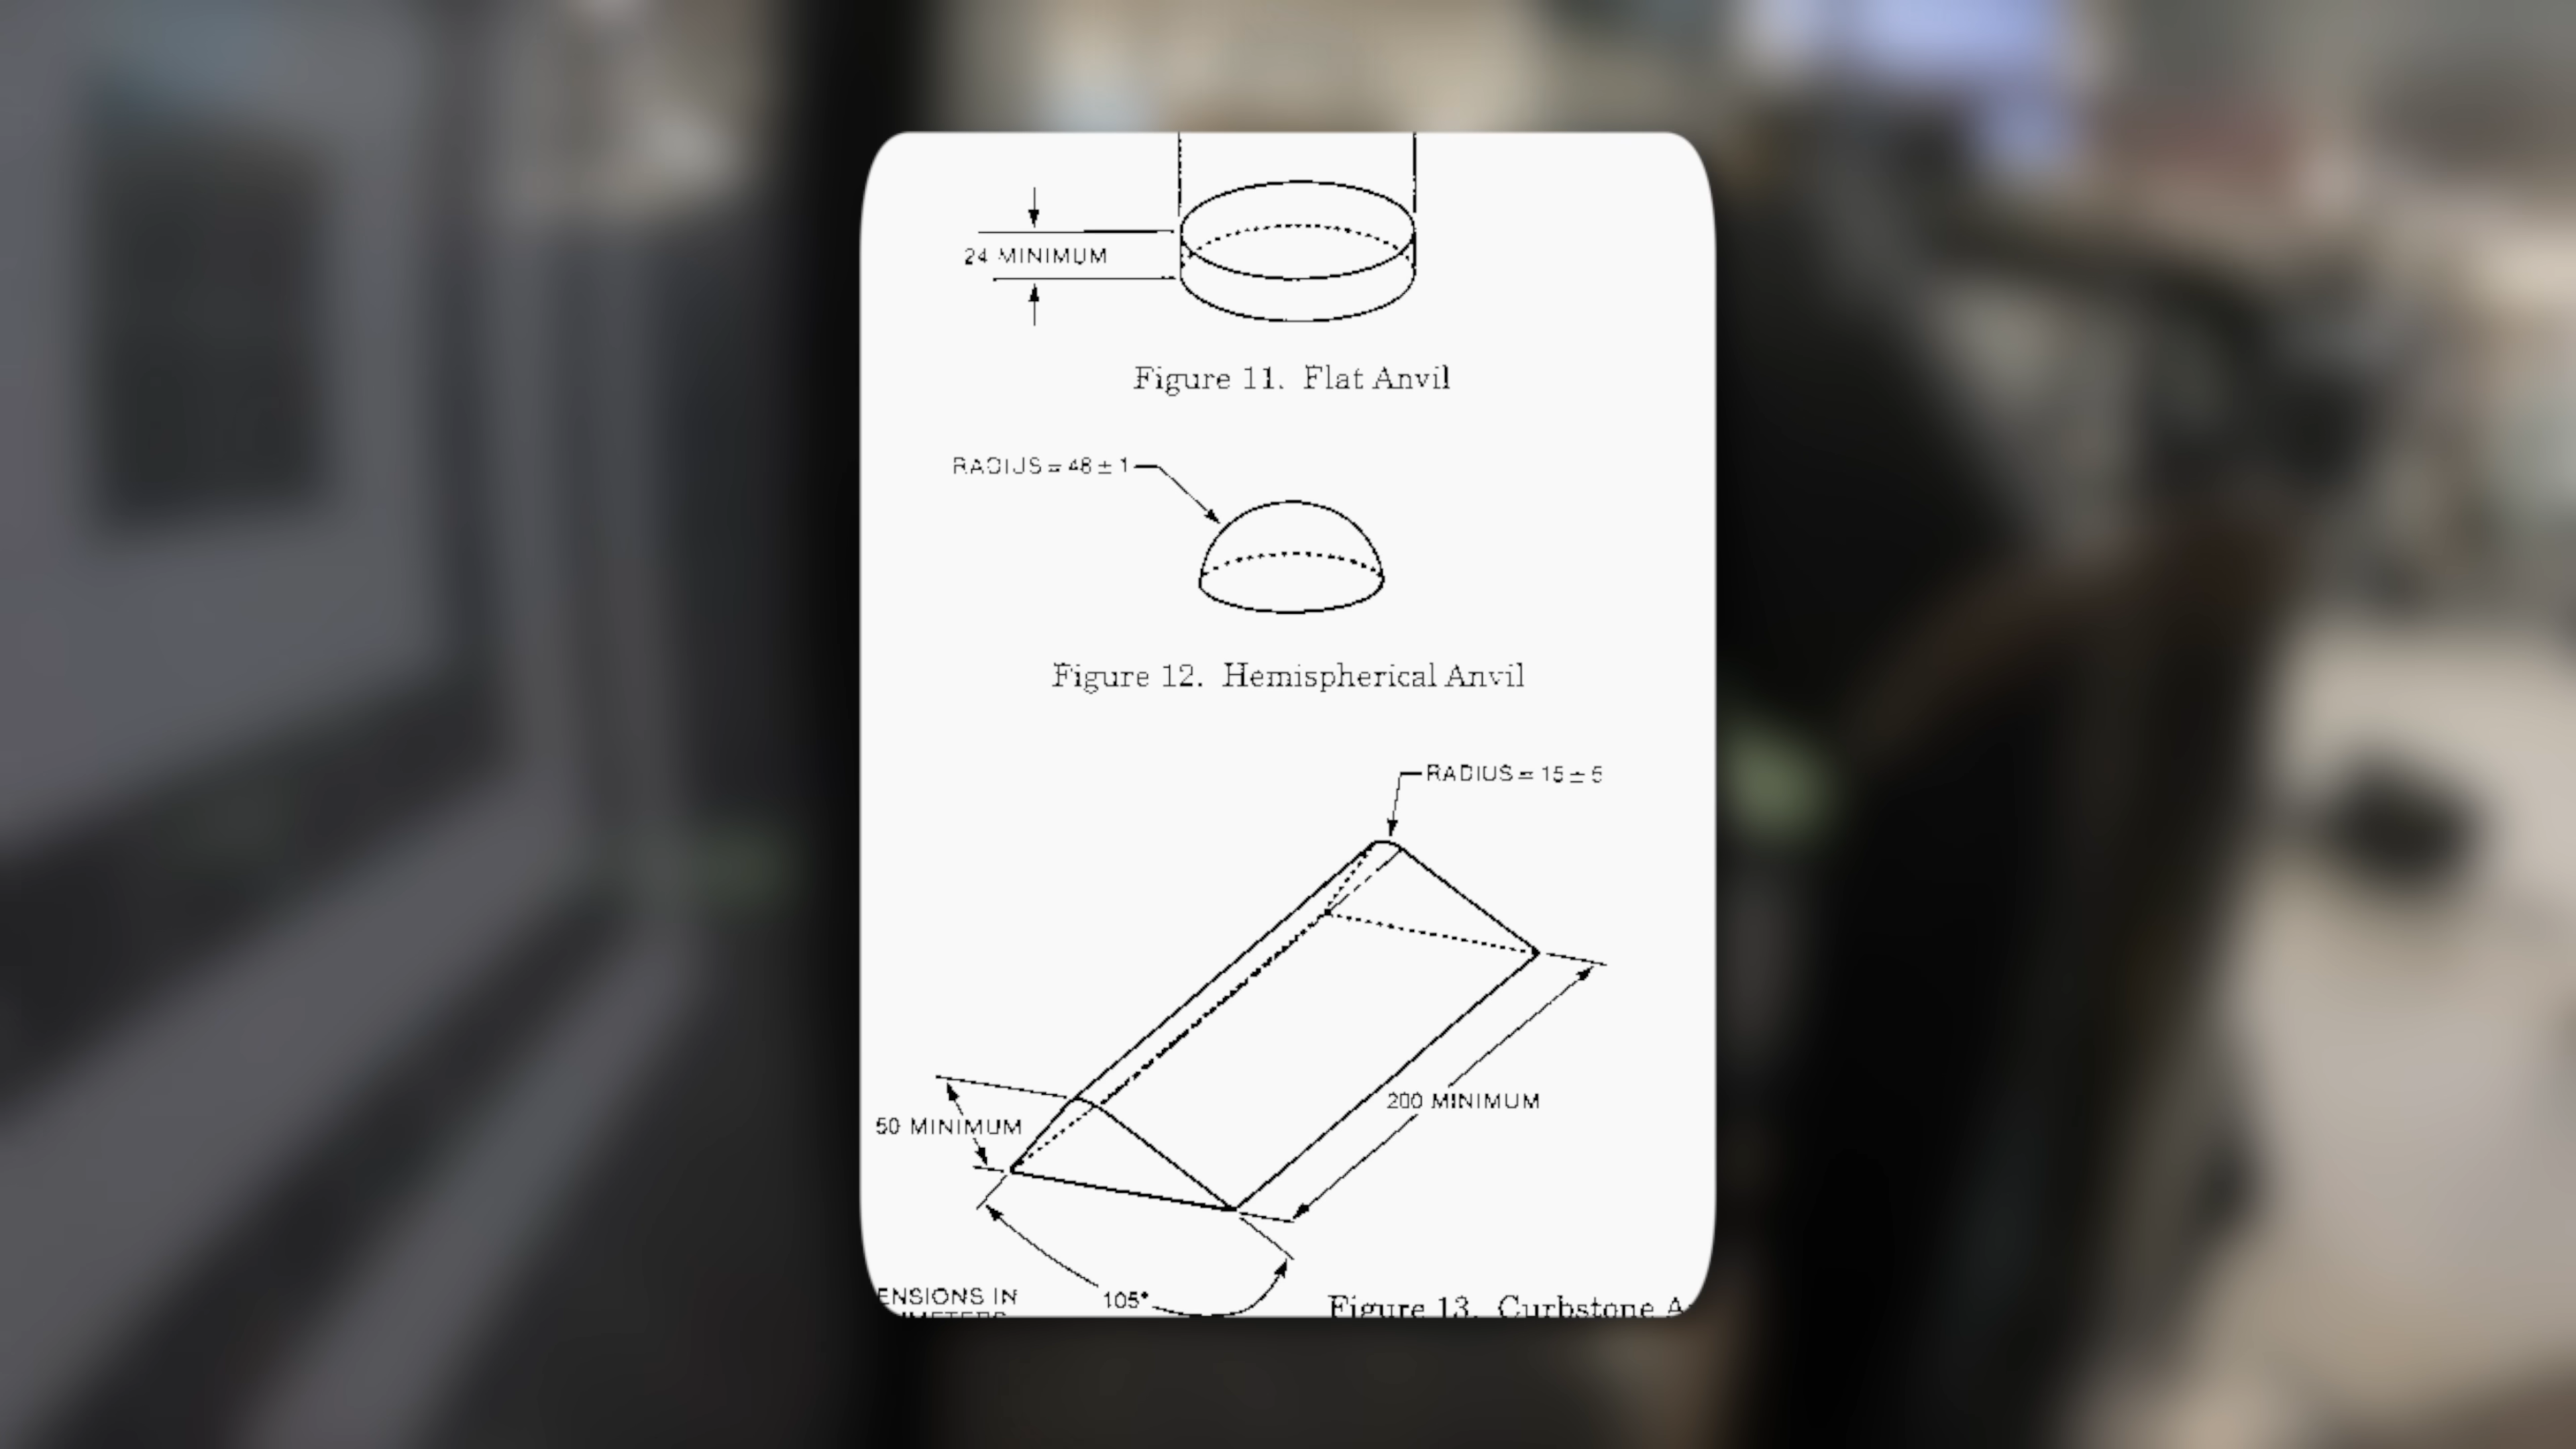 24 MINIMUM
Figure 11. Flat Anvil
RADIUS = 48 ± 1
Figure 12. Hemispherical Anvil
RADIUS = 15 ± 5
200 MINIMUM
50 MINIMUM
ENSIONS IN
105°
Figure 13. Curbstone A